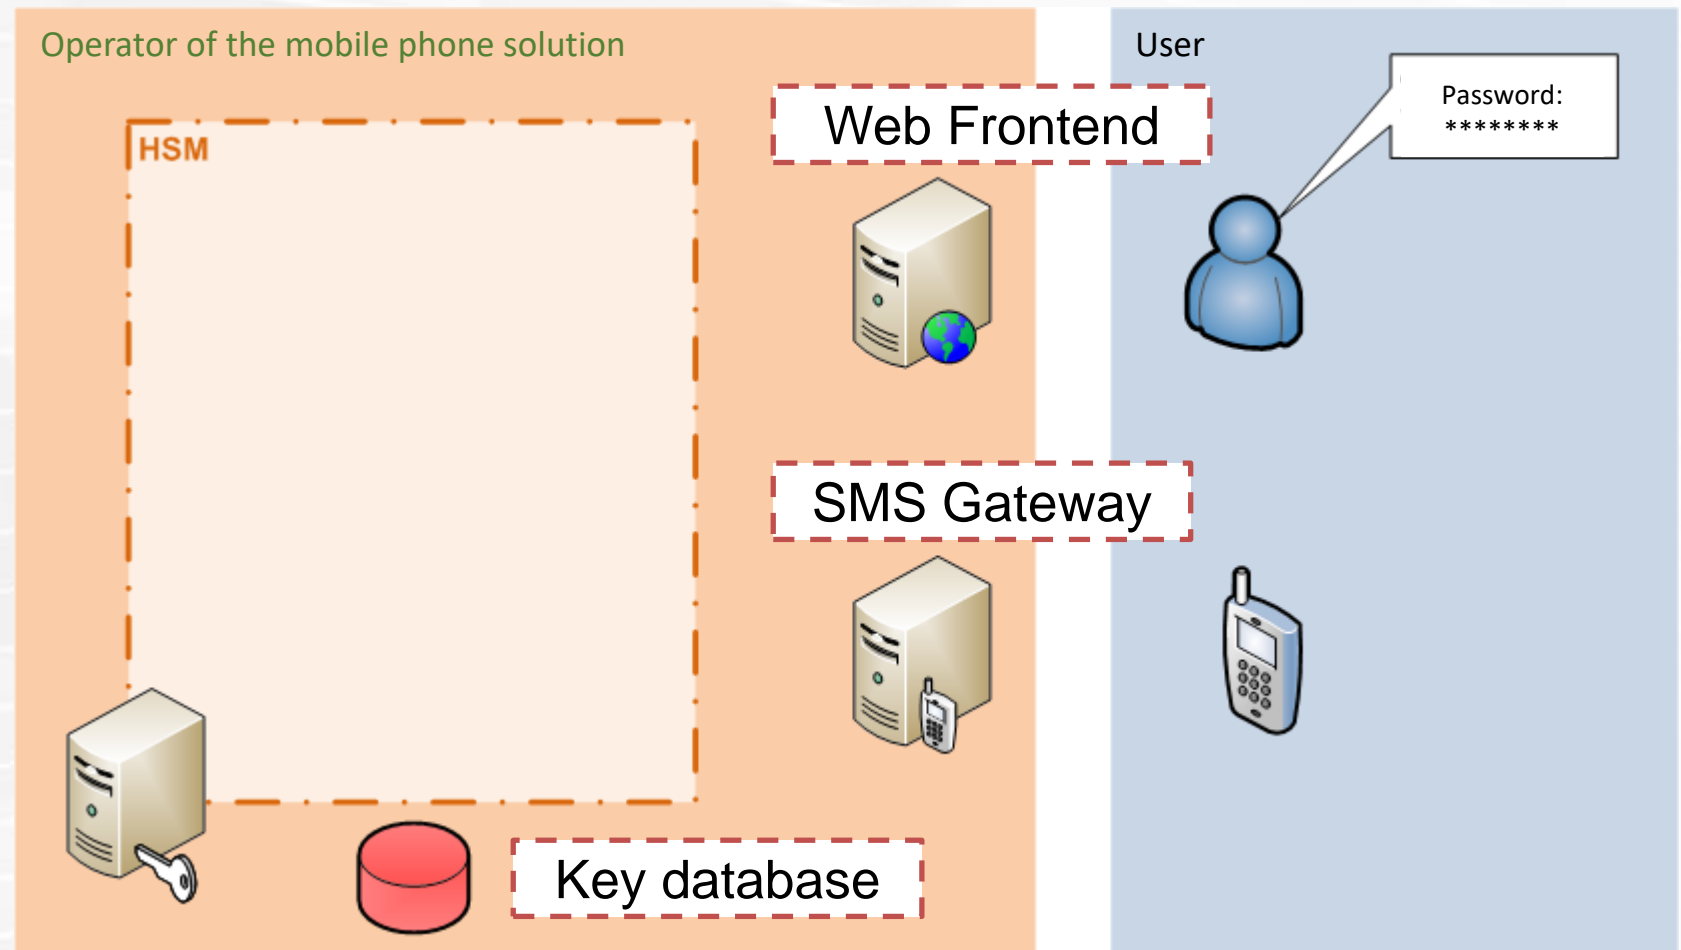 Operator of the mobile phone solution
User
Password:
********
Web Frontend
HSM
SMS Gateway
Key database